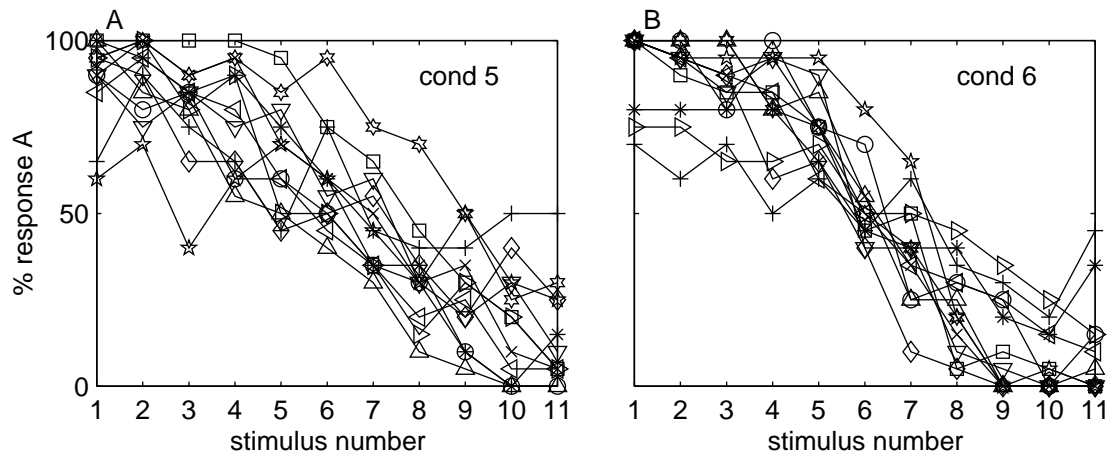 A
B
100
50
0
% response A
cond 5
cond 6
1 2 3 4 5 6 7 8 9 10 11
1 2 3 4 5 6 7 8 9 10 11
stimulus number
stimulus number